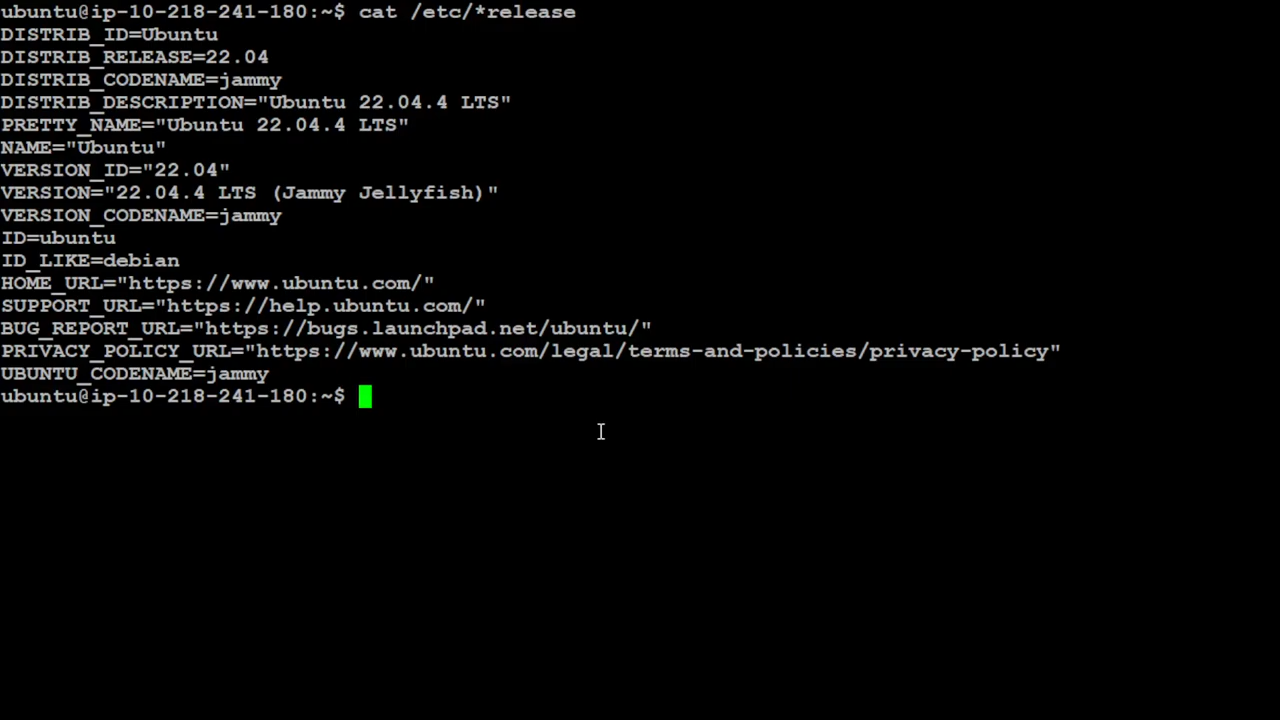 ubuntu@ip-10-218-241-180:~$ cat /etc/*release
DISTRIB_ID=Ubuntu
DISTRIB_RELEASE=22.04
DISTRIB_CODENAME=jammy
DISTRIB_DESCRIPTION="Ubuntu 22.04.4 LTS"
PRETTY_NAME="Ubuntu 22.04.4 LTS"
NAME="Ubuntu"
VERSION_ID="22.04"
VERSION="22.04.4 LTS (Jammy Jellyfish)"
VERSION_CODENAME=jammy
ID=ubuntu
ID_LIKE=debian
HOME_URL="https://www.ubuntu.com/"
SUPPORT_URL="https://help.ubuntu.com/"
BUG_REPORT_URL="https://bugs.launchpad.net/ubuntu/"
PRIVACY_POLICY_URL="https://www.ubuntu.com/legal/terms-and-policies/privacy-policy"
UBUNTU_CODENAME=jammy
ubuntu@ip-10-218-241-180:~$